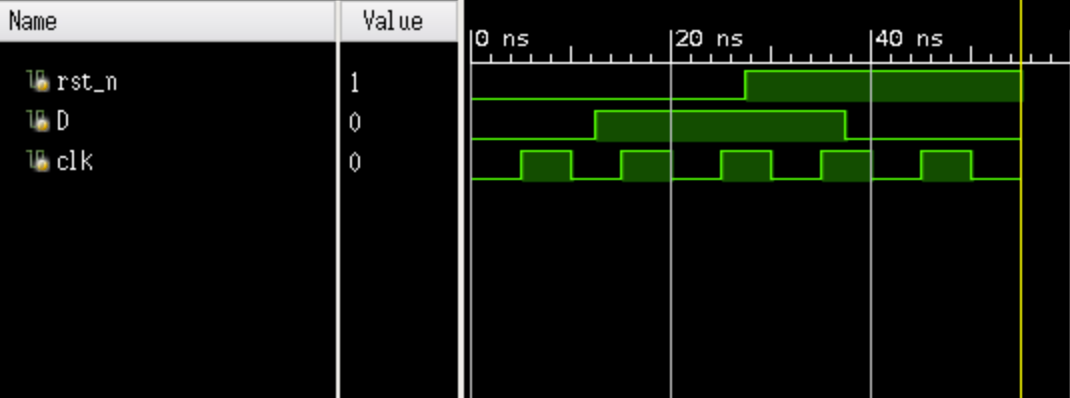 Name Value
0 ns 20 ns 40 ns
rst_n 1
D 0
clk 0